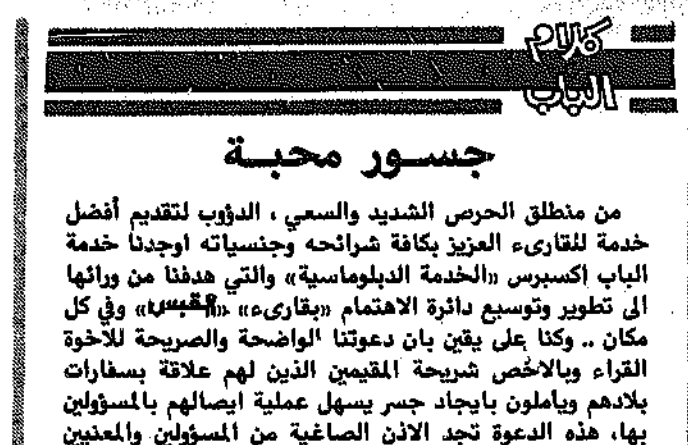 كلام
الباب
جسور محبة
من منطلق الحرص الشديد والسعي ، الدؤوب لتقديم أفضل
خدمة للقارىء العزيز بكافة شرائحه وجنسياته اوجدنا خدمة
الباب اكسبرس «الخدمة الدبلوماسية» والتي هدفنا من ورائها
الى تطوير وتوسيع دائرة الاهتمام «بقارىء» «القبس» وفي كل
مكان .. وكنا على يقين بان دعوتنا الواضحة والصريحة للأخوة
القراء وبالاخص شريحة المقيمين الذين لهم علاقة بسفارات
بلادهم ويأملون بايجاد جسر يسهل عملية ايصالهم بالمسؤولين
بها، هذه الدعوة تجد الاذن الصاغية من المسؤولين والمعنيين